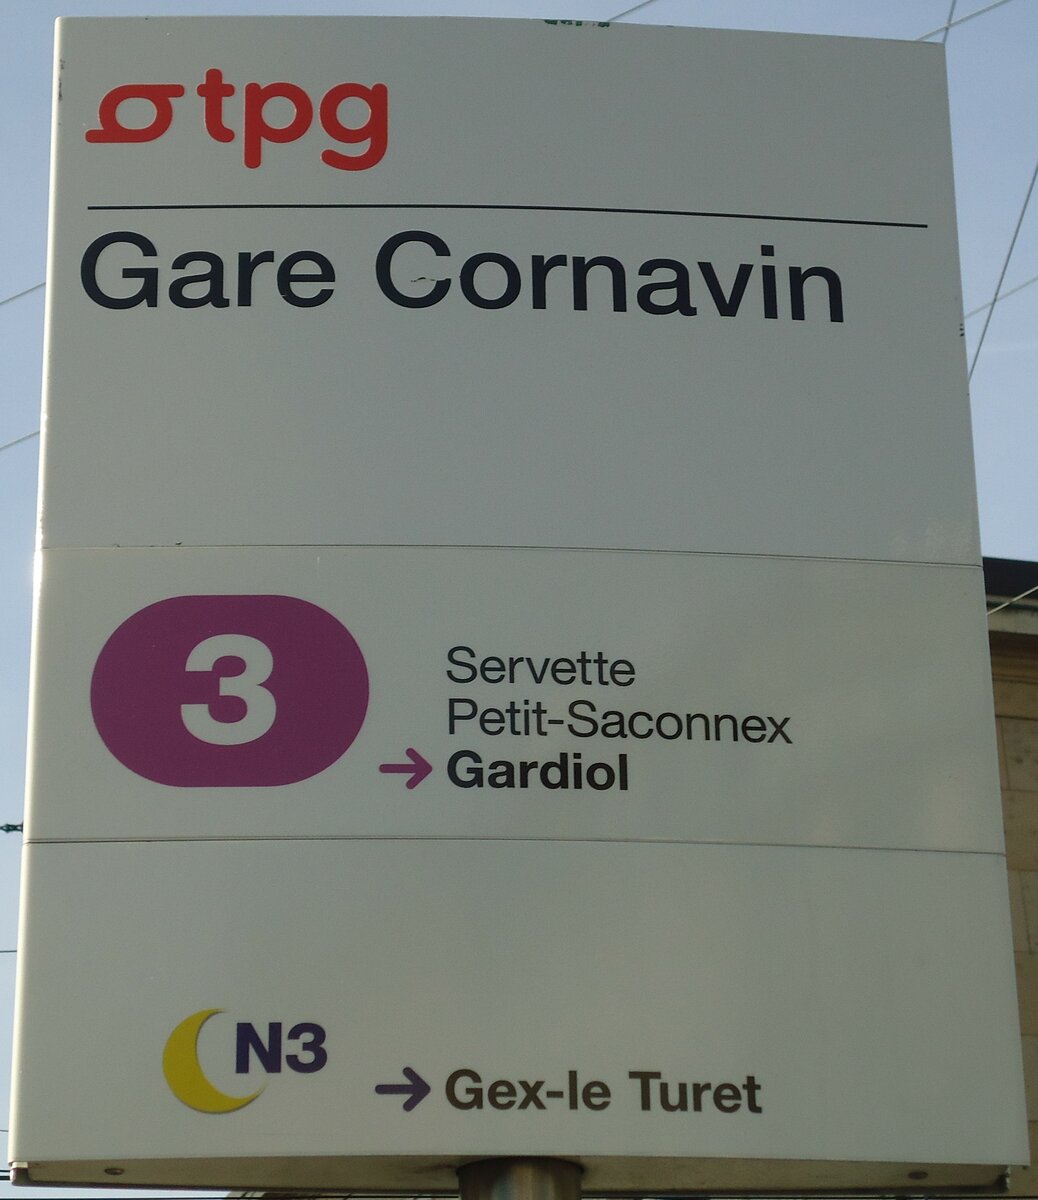 tpg
Gare Cornavin
3
Servette
Petit-Saconnex
→ Gardiol
N3 → Gex-le Turet